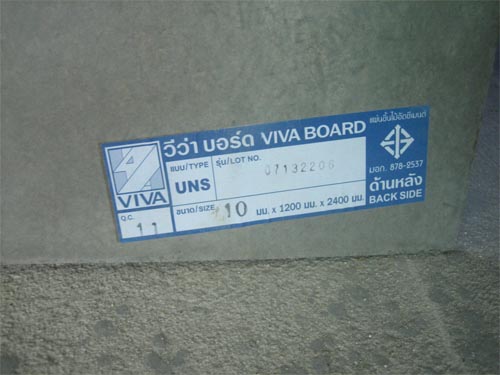 วีว่า บอร์ด VIVA BOARD
แผ่นชิ้นไม้อัดซีเมนต์
VIVA
แบบ/TYPE
UNS
รุ่น/LOT NO.
07132206
มอก. 878-2537
Q.C.
11
ขนาด/SIZE 10 มม. x 1200 มม. x 2400 มม.
ด้านหลัง
BACK SIDE